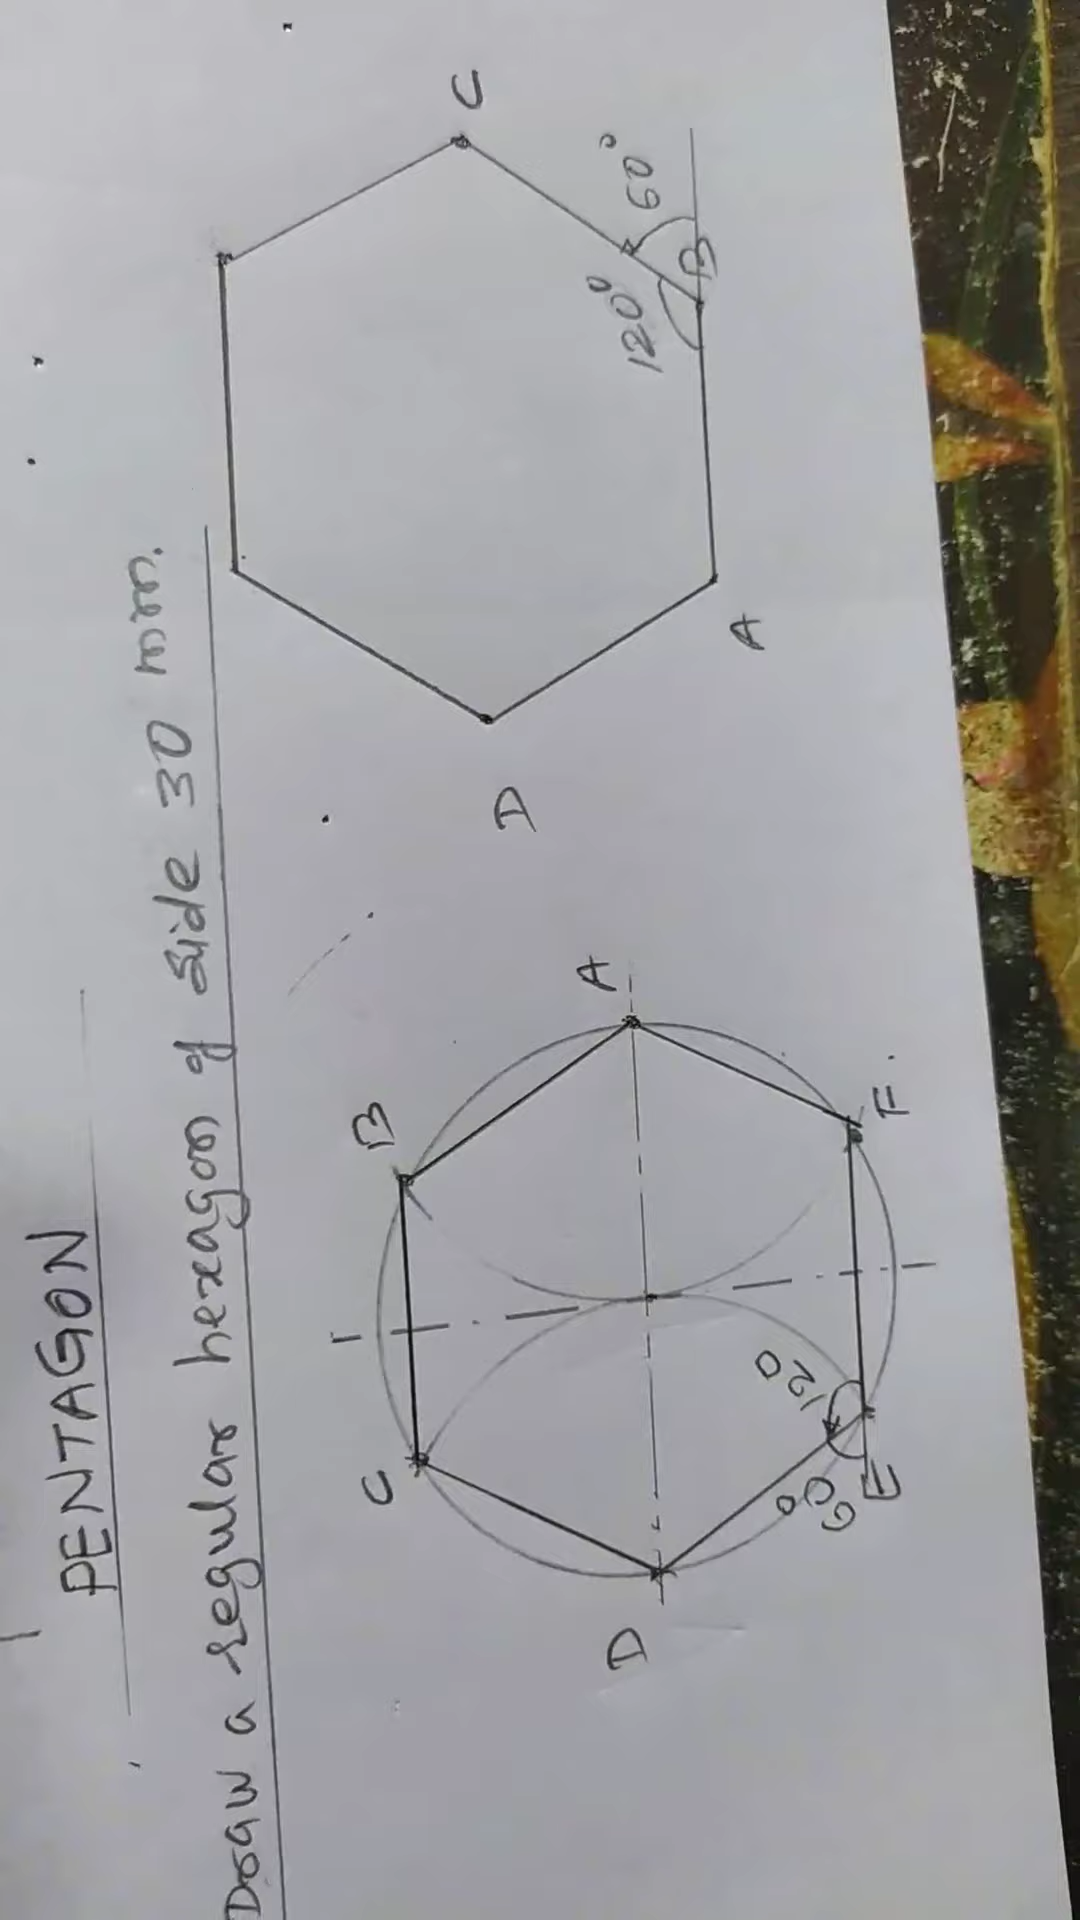 PENTAGON
Draw a regular hexagon of side 30 mm.
B
A
C
D
120
60°
E
F.
C
D
120°
60°
A
B